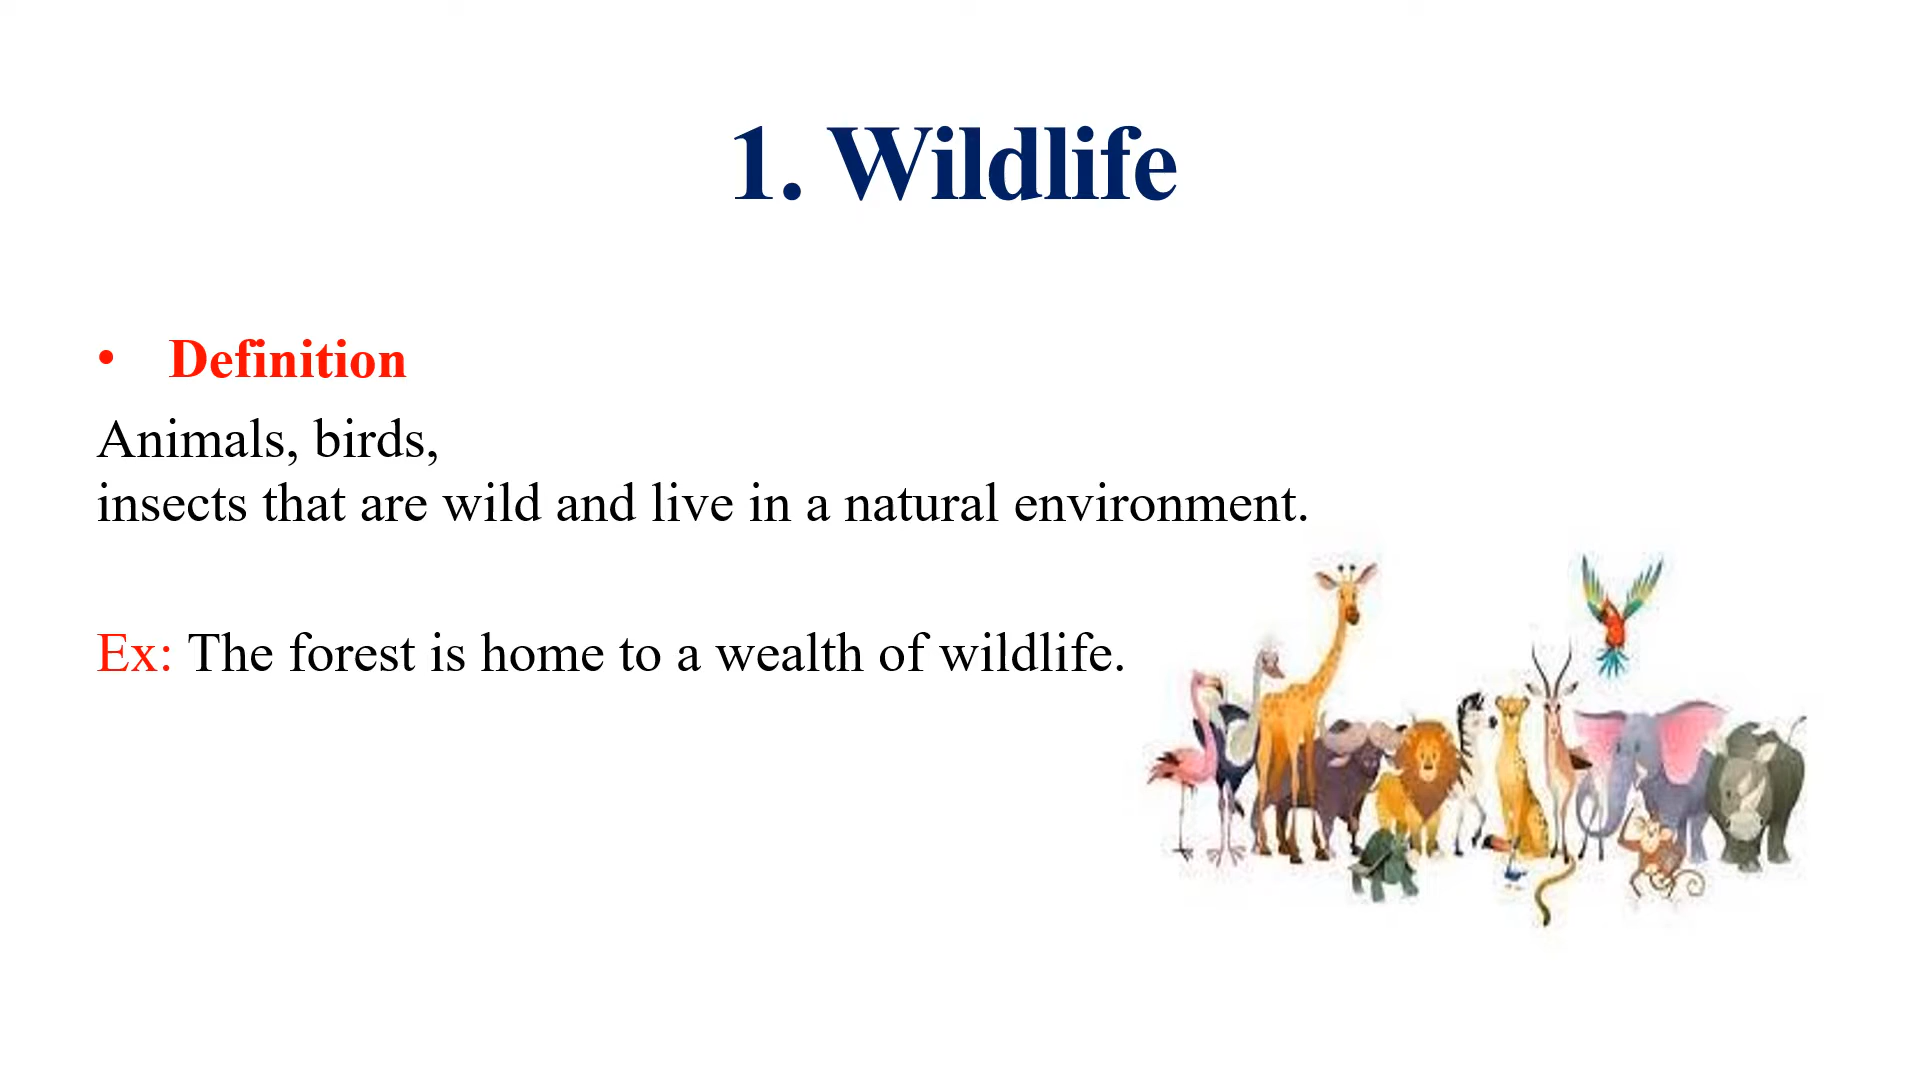 1. Wildlife
• Definition
Animals, birds,
insects that are wild and live in a natural environment.
Ex: The forest is home to a wealth of wildlife.